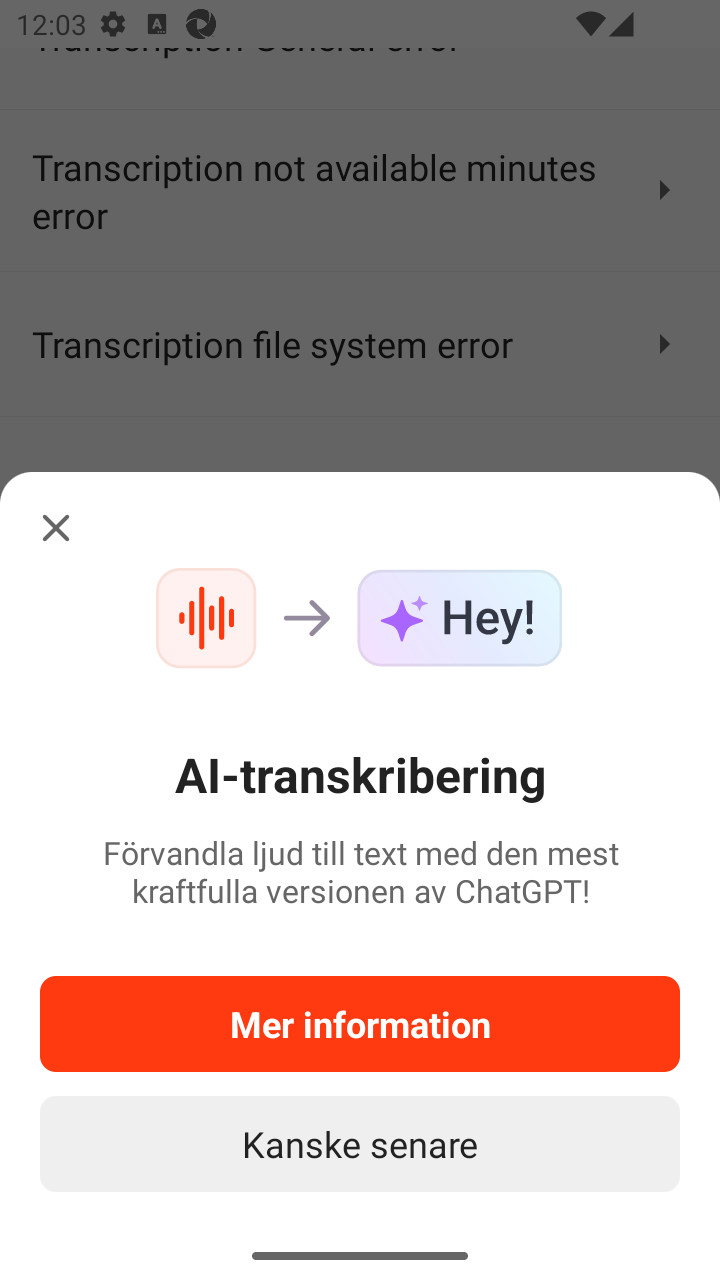 12:03
Transcription General error
Transcription not available minutes
error
Transcription file system error
Hey!
AI-transkribering
Förvandla ljud till text med den mest
kraftfulla versionen av ChatGPT!
Mer information
Kanske senare